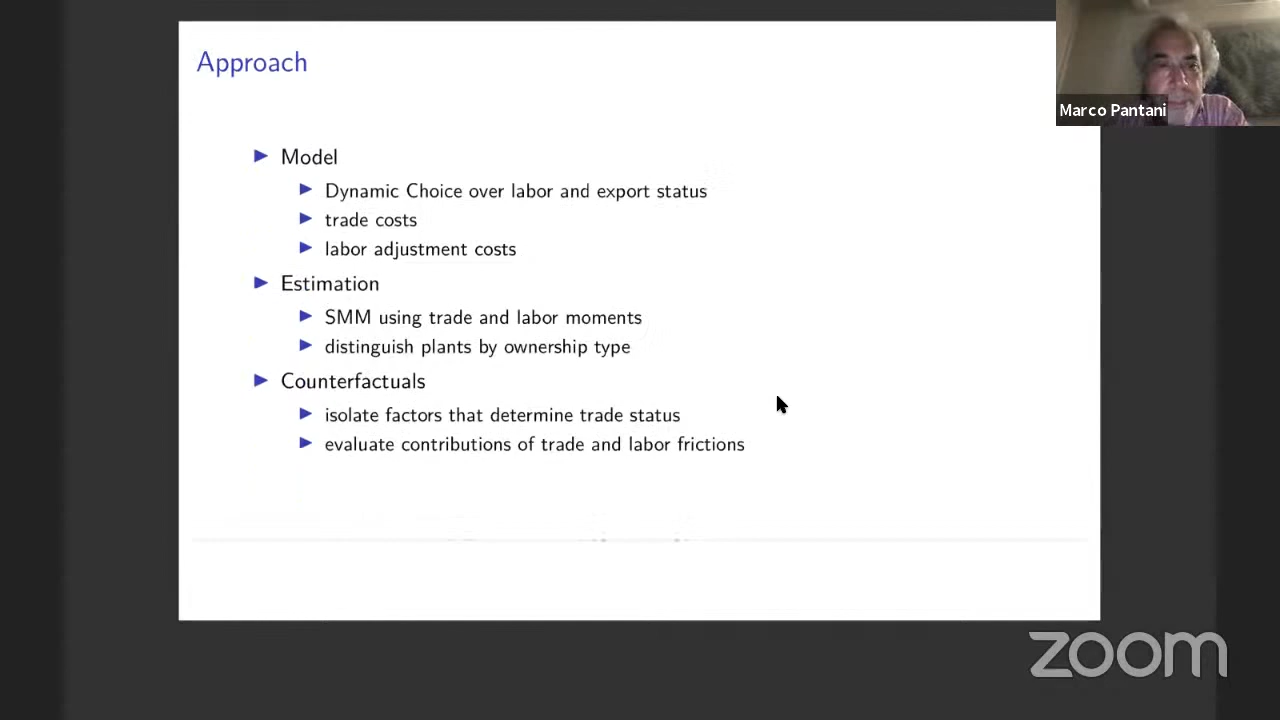 Approach
Marco Pantani
Model
Dynamic Choice over labor and export status
trade costs
labor adjustment costs
Estimation
SMM using trade and labor moments
distinguish plants by ownership type
Counterfactuals
isolate factors that determine trade status
evaluate contributions of trade and labor frictions
zoom